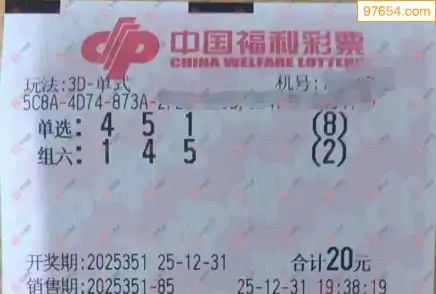 97654.com
中国福利彩票
CHINA WELFARE LOTTERY
玩法:3D-单式 机号:
5C8A-4D74-873A-
单选: 4 5 1 (8)
组六: 1 4 5 (2)
开奖期:2025351 25-12-31 合计20元
销售期:2025351-85 25-12-31 19:38:19